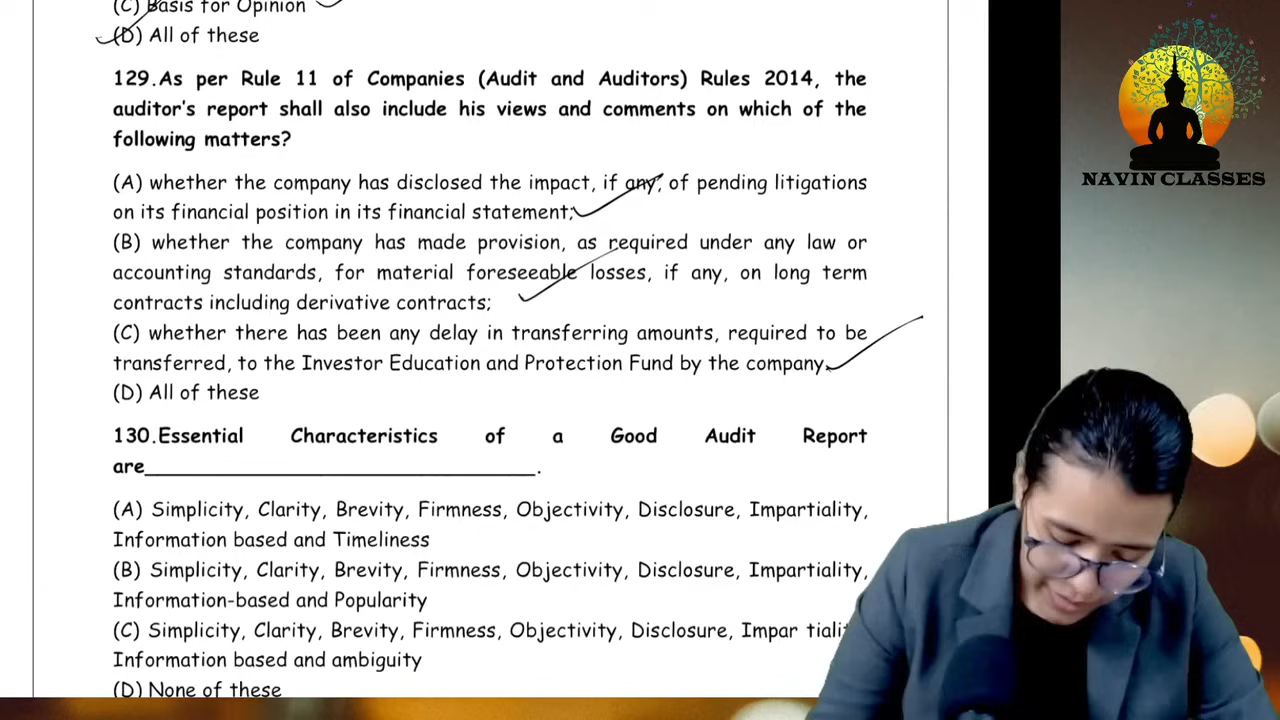 (C) Basis for Opinion
(D) All of these
129.As per Rule 11 of Companies (Audit and Auditors) Rules 2014, the
auditor's report shall also include his views and comments on which of the
following matters?
(A) whether the company has disclosed the impact, if any, of pending litigations
on its financial position in its financial statement;
(B) whether the company has made provision, as required under any law or
accounting standards, for material foreseeable losses, if any, on long term
contracts including derivative contracts;
(C) whether there has been any delay in transferring amounts, required to be
transferred, to the Investor Education and Protection Fund by the company.
(D) All of these
130.Essential Characteristics of a Good Audit Report
are______________________________.
(A) Simplicity, Clarity, Brevity, Firmness, Objectivity, Disclosure, Impartiality,
Information based and Timeliness
(B) Simplicity, Clarity, Brevity, Firmness, Objectivity, Disclosure, Impartiality,
Information-based and Popularity
(C) Simplicity, Clarity, Brevity, Firmness, Objectivity, Disclosure, Impar tialit
Information based and ambiguity
(D) None of these
NAVIN CLASSES